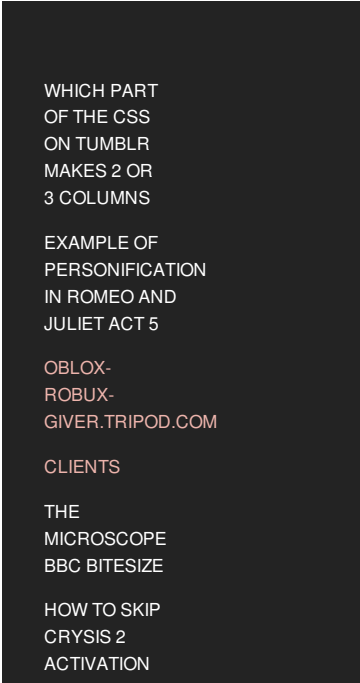 WHICH PART
OF THE CSS
ON TUMBLR
MAKES 2 OR
3 COLUMNS
EXAMPLE OF
PERSONIFICATION
IN ROMEO AND
JULIET ACT 5
OBLOX-
ROBUX-
GIVER.TRIPOD.COM
CLIENTS
THE
MICROSCOPE
BBC BITESIZE
HOW TO SKIP
CRYSIS 2
ACTIVATION